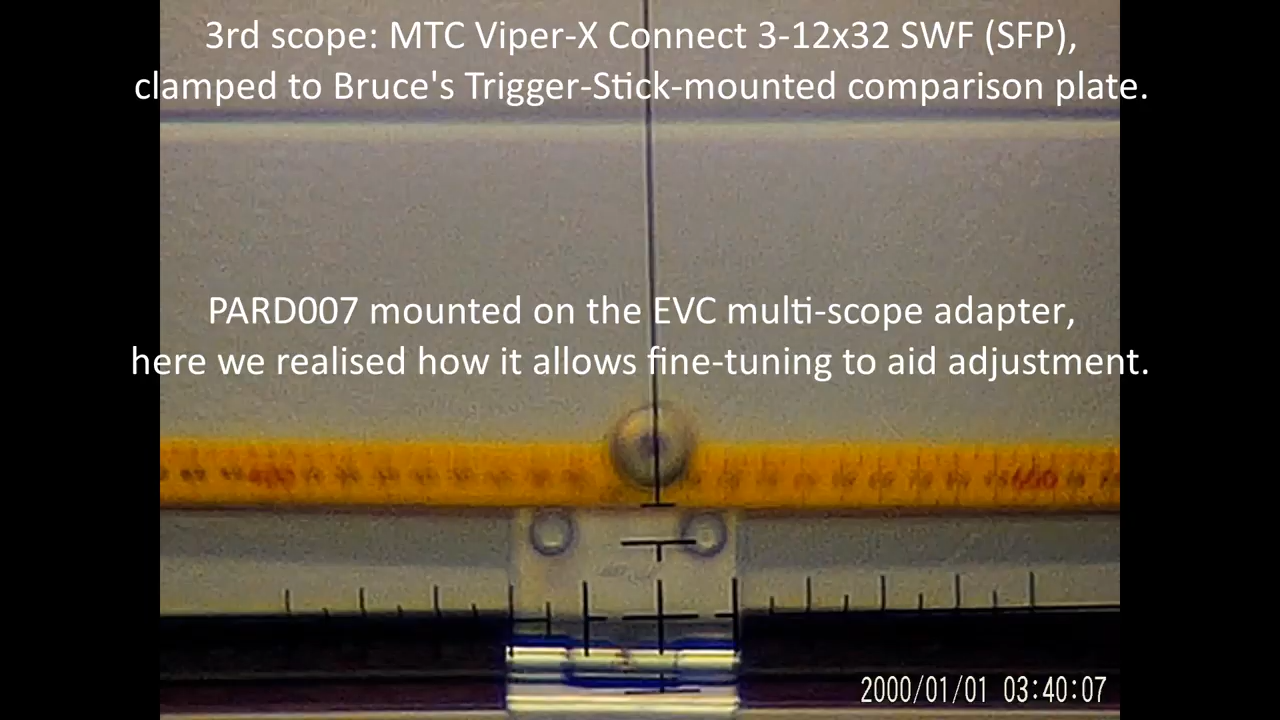 3rd scope: MTC Viper-X Connect 3-12x32 SWF (SFP),
clamped to Bruce's Trigger-Stick-mounted comparison plate.
PARD007 mounted on the EVC multi-scope adapter,
here we realised how it allows fine-tuning to aid adjustment.
2000/01/01 03:40:07